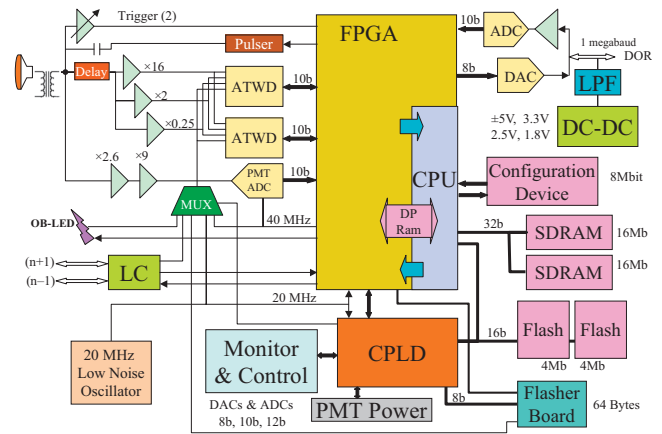 Trigger (2)
FPGA
10b
ADC
1 megabaud
DOR
Pulser
Delay
×16
×2
×0.25
ATWD
10b
8b
DAC
LPF
ATWD
10b
±5V, 3.3V
2.5V, 1.8V
DC-DC
×2.6
×9
PMT
ADC
10b
CPU
Configuration
Device
8Mbit
MUX
OB-LED
40 MHz
DP
Ram
32b
SDRAM
16Mb
(n+1)
(n−1)
LC
SDRAM
16Mb
20 MHz
20 MHz
Low Noise
Oscillator
Monitor
& Control
CPLD
16b
Flash
Flash
4Mb
4Mb
DACs & ADCs
8b, 10b, 12b
PMT Power
8b
Flasher
Board
64 Bytes